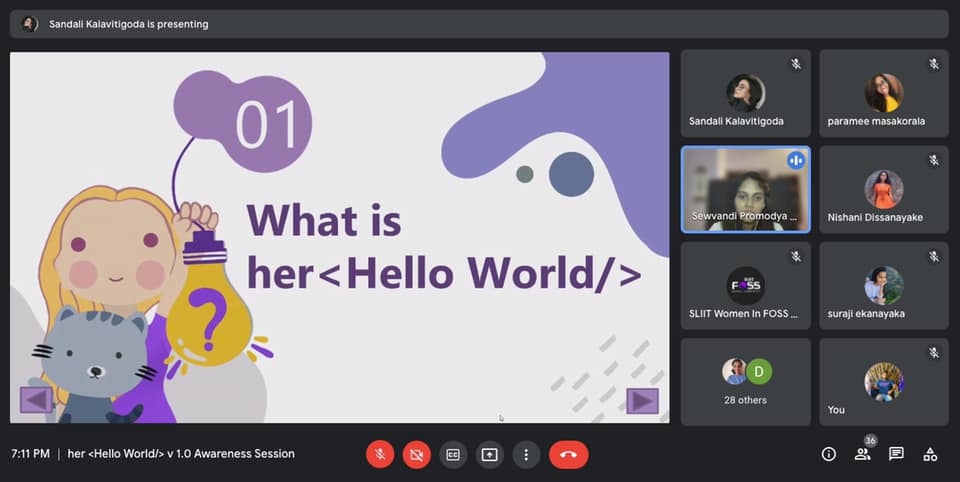 Sandali Kalavitigoda is presenting
01
What is
her<Hello World/>
?
Sandali Kalavitigoda
paramee masakorala
Sewvandi Promodya ...
Nishani Dissanayake
FOSS
SLIIT Women In FOSS ...
suraji ekanayaka
D
28 others
You
7:11 PM | her <Hello World/> v 1.0 Awareness Session
CC
36